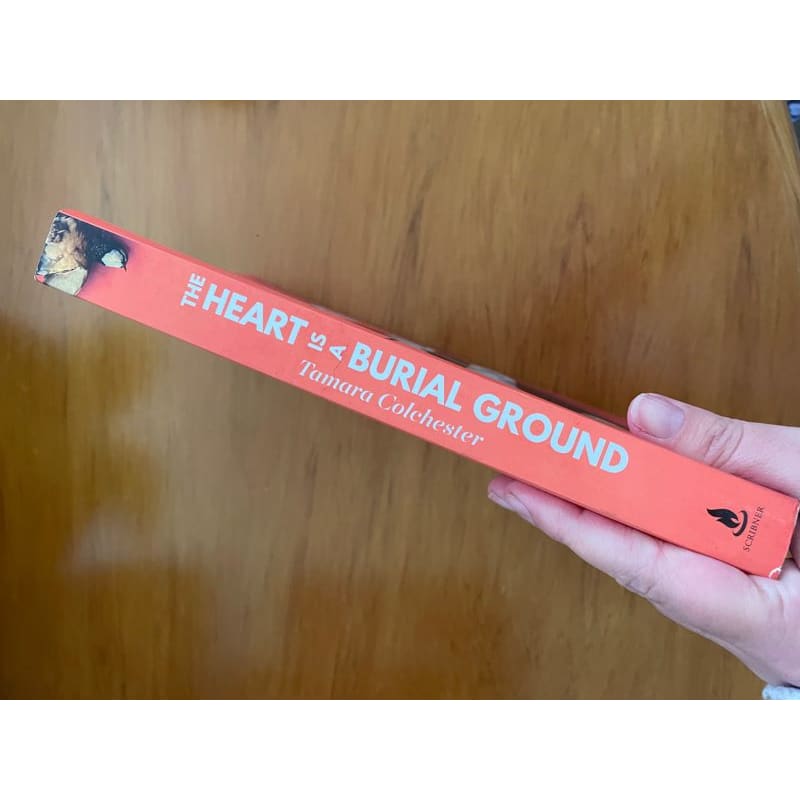 THE HEART IS A BURIAL GROUND
Tamara Colchester
SCRIBNER